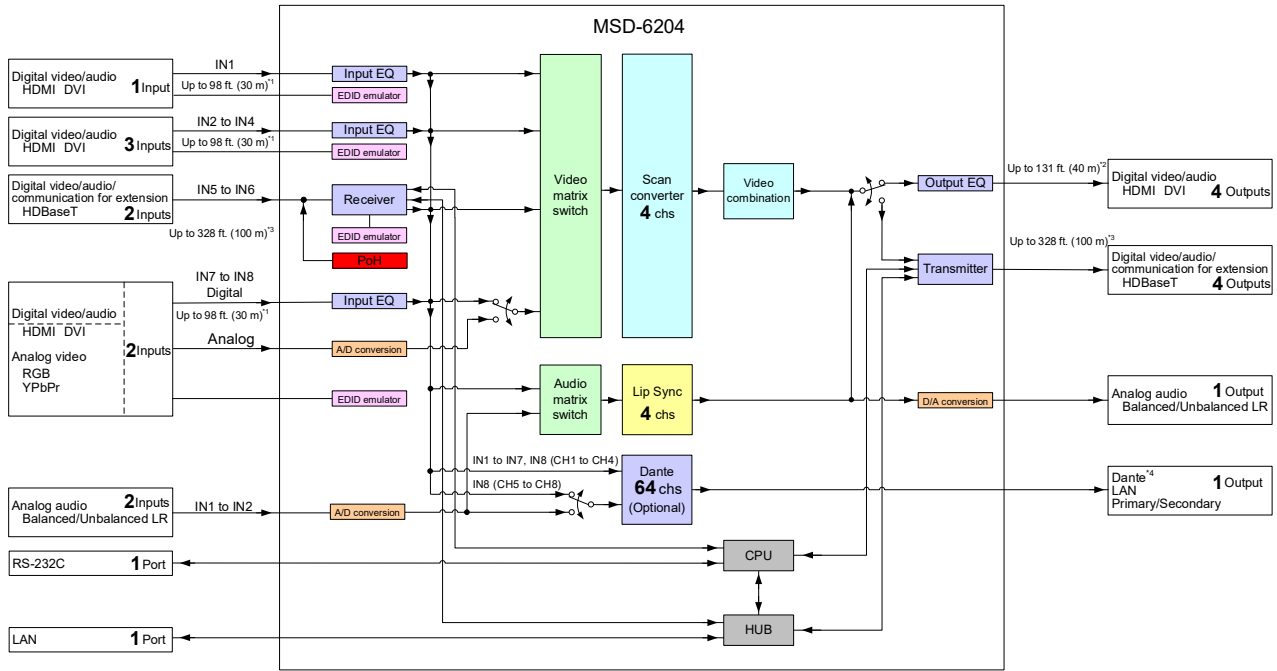 MSD-6204
Digital video/audio
HDMI DVI
1 Input
IN1
Up to 98 ft. (30 m)*1
Input EQ
EDID emulator
Digital video/audio
HDMI DVI
3 Inputs
IN2 to IN4
Up to 98 ft. (30 m)*1
Input EQ
EDID emulator
Digital video/audio/
communication for extension
HDBaseT
2 Inputs
IN5 to IN6
Up to 328 ft. (100 m)*3
Receiver
EDID emulator
PoH
Digital video/audio
HDMI DVI
Analog video
RGB
YPbPr
2 Inputs
IN7 to IN8
Digital
Up to 98 ft. (30 m)*1
Analog
Input EQ
A/D conversion
EDID emulator
Video
matrix
switch
Scan
converter
4 chs
Video
combination
Output EQ
Up to 131 ft. (40 m)*2
Digital video/audio
HDMI DVI
4 Outputs
Transmitter
Up to 328 ft. (100 m)*3
Digital video/audio/
communication for extension
HDBaseT
4 Outputs
Audio
matrix
switch
Lip Sync
4 chs
D/A conversion
Analog audio
1 Output
Balanced/Unbalanced LR
IN1 to IN7, IN8 (CH1 to CH4)
IN8 (CH5 to CH8)
Dante
64 chs
(Optional)
Dante*4
LAN
Primary/Secondary
1 Output
Analog audio
2 Inputs
Balanced/Unbalanced LR
IN1 to IN2
A/D conversion
RS-232C
1 Port
CPU
LAN
1 Port
HUB